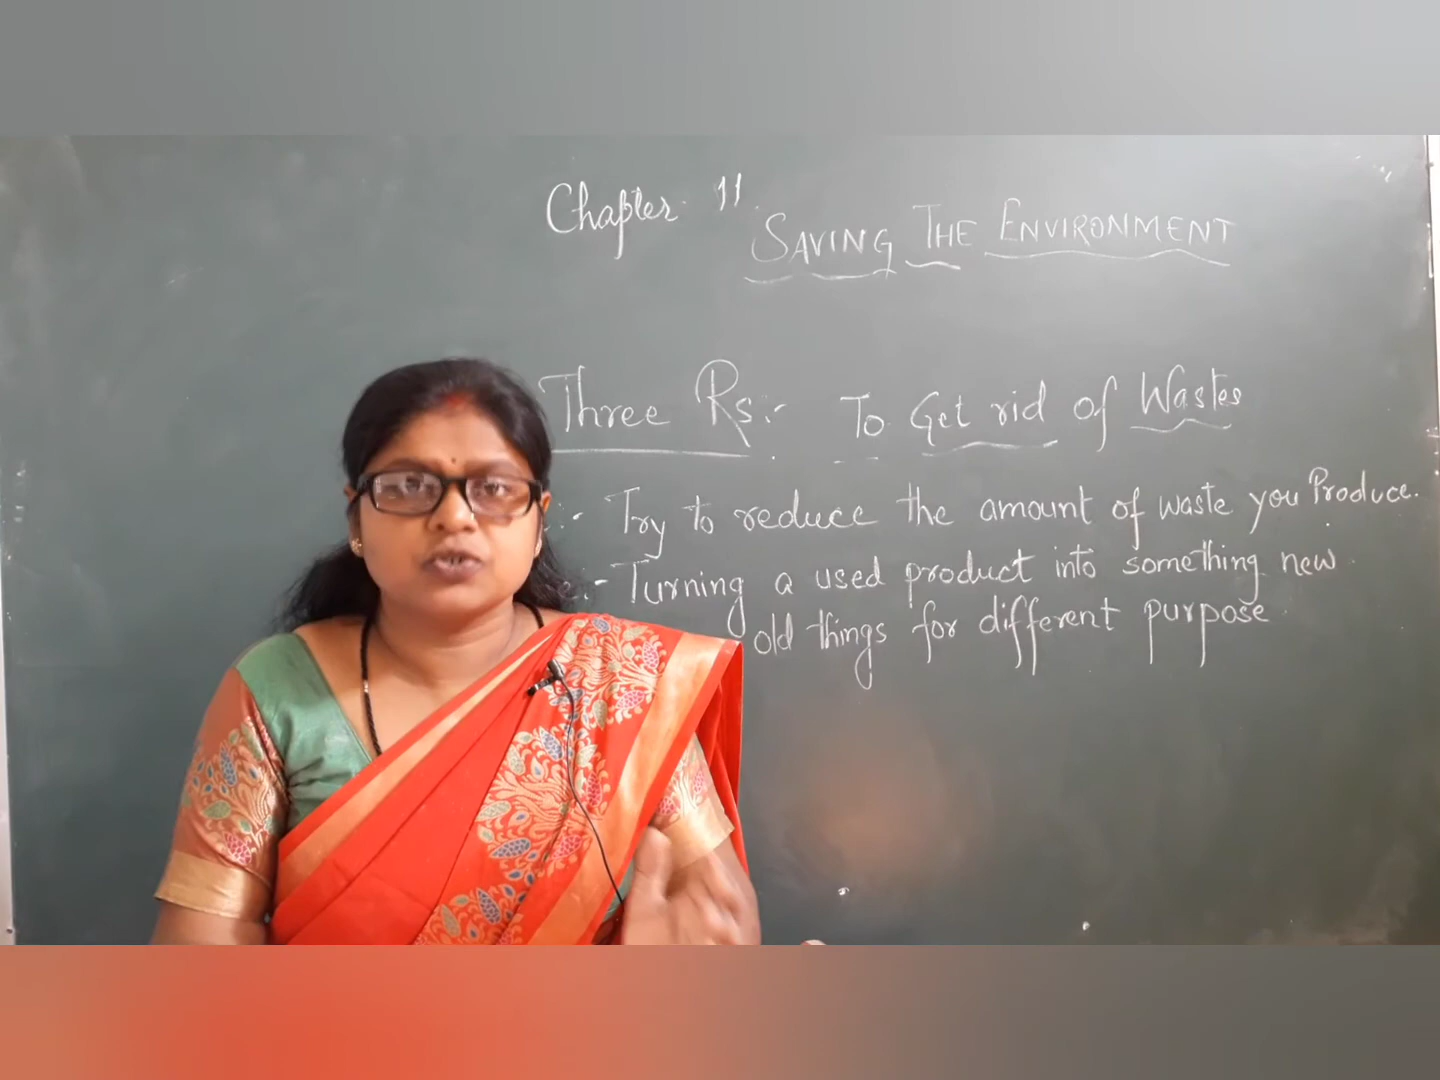 Chapter 11.
SAVING THE ENVIRONMENT
Three Rs:- To Get rid of Wastes
:- Try to reduce the amount of waste you Produce.
e:- Turning a used product into something new
old things for different purpose